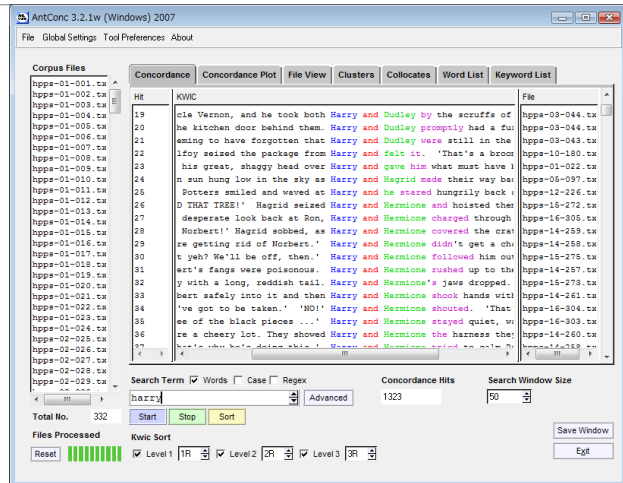 AntConc 3.2.1w (Windows) 2007
File Global Settings Tool Preferences About
Corpus Files
hpps-01-001.tx
hpps-01-002.tx
hpps-01-003.tx
hpps-01-004.tx
hpps-01-005.tx
hpps-01-006.tx
hpps-01-007.tx
hpps-01-008.tx
hpps-01-009.tx
hpps-01-010.tx
hpps-01-011.tx
hpps-01-012.tx
hpps-01-013.tx
hpps-01-014.tx
hpps-01-015.tx
hpps-01-016.tx
hpps-01-017.tx
hpps-01-018.tx
hpps-01-019.tx
hpps-01-020.tx
hpps-01-021.tx
hpps-01-022.tx
hpps-01-023.tx
hpps-01-024.tx
hpps-02-025.tx
hpps-02-026.tx
hpps-02-027.tx
hpps-02-028.tx
hpps-02-029.tx
Total No. 332
Files Processed
Reset
Concordance Concordance Plot File View Clusters Collocates Word List Keyword List
Hit KWIC File
19 cle Vernon, and he took both Harry and Dudley by the scruffs of hpps-03-044.tx
20 he kitchen door behind them. Harry and Dudley promptly had a fu hpps-03-044.tx
21 eming to have forgotten that Harry and Dudley were still in the hpps-03-043.tx
22 lfoy seized the package from Harry and felt it. 'That's a broom hpps-10-180.tx
23 his great, shaggy head over Harry and gave him what must have hpps-01-022.tx
24 n sun hung low in the sky as Harry and Hagrid made their way bac hpps-05-097.tx
25 Potters smiled and waved at Harry and he stared hungrily back hpps-12-226.tx
26 D THAT TREE!' Hagrid seized Harry and Hermione and hoisted them hpps-15-272.tx
27 desperate look back at Ron, Harry and Hermione charged through hpps-16-305.tx
28 Norbert!' Hagrid sobbed, as Harry and Hermione covered the crat hpps-14-259.tx
29 re getting rid of Norbert.' Harry and Hermione didn't get a cha hpps-14-258.tx
30 t yeh? We'll be off, then.' Harry and Hermione followed him out hpps-15-275.tx
31 ert's fangs were poisonous. Harry and Hermione rushed up to the hpps-14-257.tx
32 y with a long, reddish tail. Harry and Hermione's jaws dropped. hpps-15-273.tx
33 bert safely into it and then Harry and Hermione shook hands with hpps-14-261.tx
34 've got to be taken.' 'NO!' Harry and Hermione shouted. 'That hpps-16-304.tx
35 ee of the black pieces ...' Harry and Hermione stayed quiet, w hpps-16-303.tx
36 re a cheery lot. They showed Harry and Hermione the harness the hpps-14-260.tx
Search Term Words Case Regex Concordance Hits Search Window Size
harry Advanced 1323 50
Start Stop Sort
Save Window
Kwic Sort
Level 1 1R Level 2 2R Level 3 3R
Exit